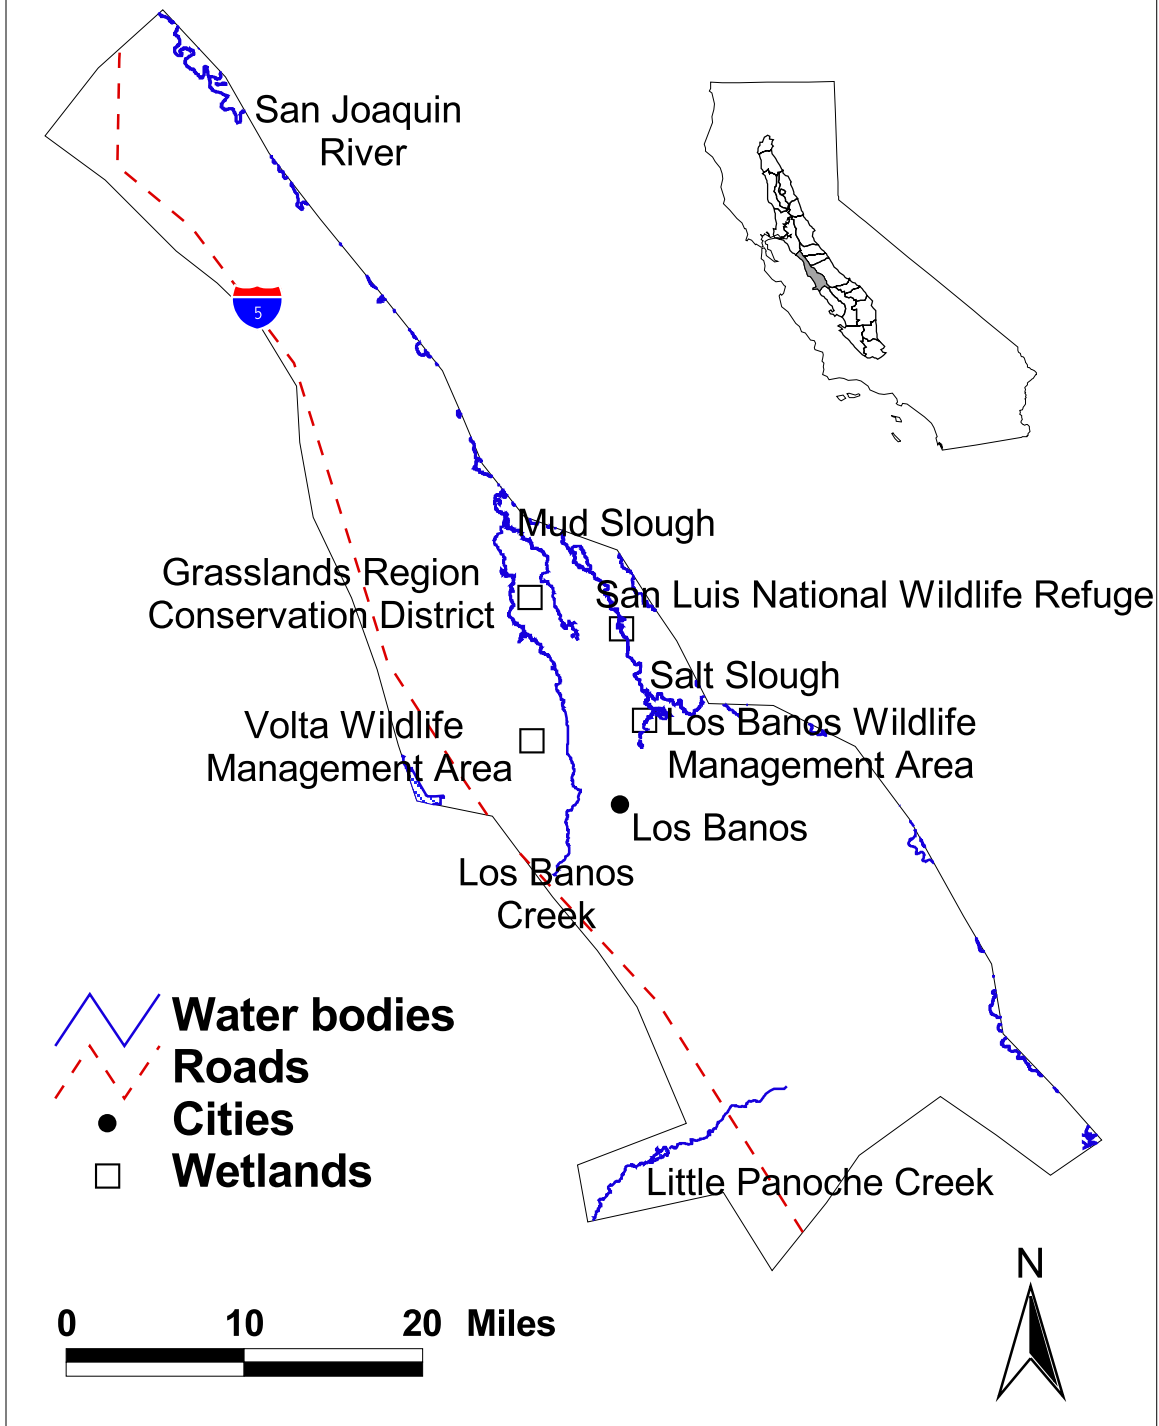 San Joaquin
River
5
Mud Slough
Grasslands Region
Conservation District
San Luis National Wildlife Refuge
Salt Slough
Volta Wildlife
Management Area
Los Banos Wildlife
Management Area
Los Banos
Los Banos
Creek
Water bodies
Roads
Cities
Wetlands
Little Panoche Creek
N
0 10 20 Miles